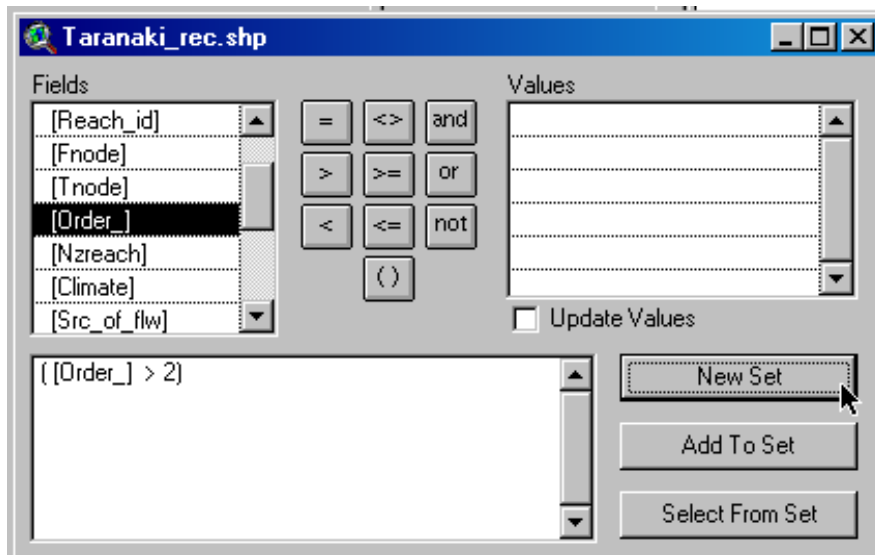 Taranaki_rec.shp
Fields
[Reach_id]
[Fnode]
[Tnode]
[Order_]
[Nzreach]
[Climate]
[Src_of_flw]
= <> and
> >= or
< <= not
( )
Values
Update Values
( [Order_] > 2)
New Set
Add To Set
Select From Set